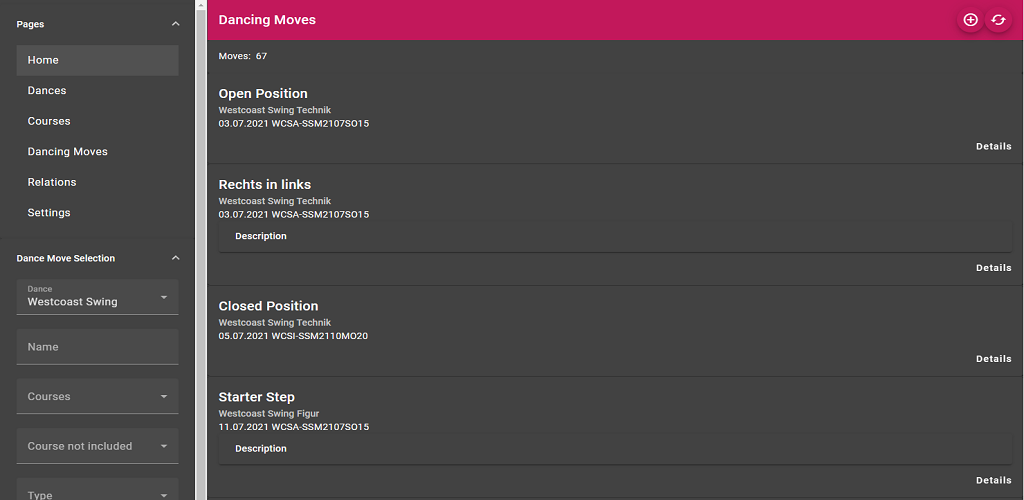 Pages
Home
Dances
Courses
Dancing Moves
Relations
Settings
Dance Move Selection
Dance
Westcoast Swing
Name
Courses
Course not included
Type
Dancing Moves
Moves: 67
Open Position
Westcoast Swing Technik
03.07.2021 WCSA-SSM2107SO15
Details
Rechts in links
Westcoast Swing Technik
03.07.2021 WCSA-SSM2107SO15
Description
Details
Closed Position
Westcoast Swing Technik
05.07.2021 WCSI-SSM2110MO20
Details
Starter Step
Westcoast Swing Figur
11.07.2021 WCSA-SSM2107SO15
Description
Details